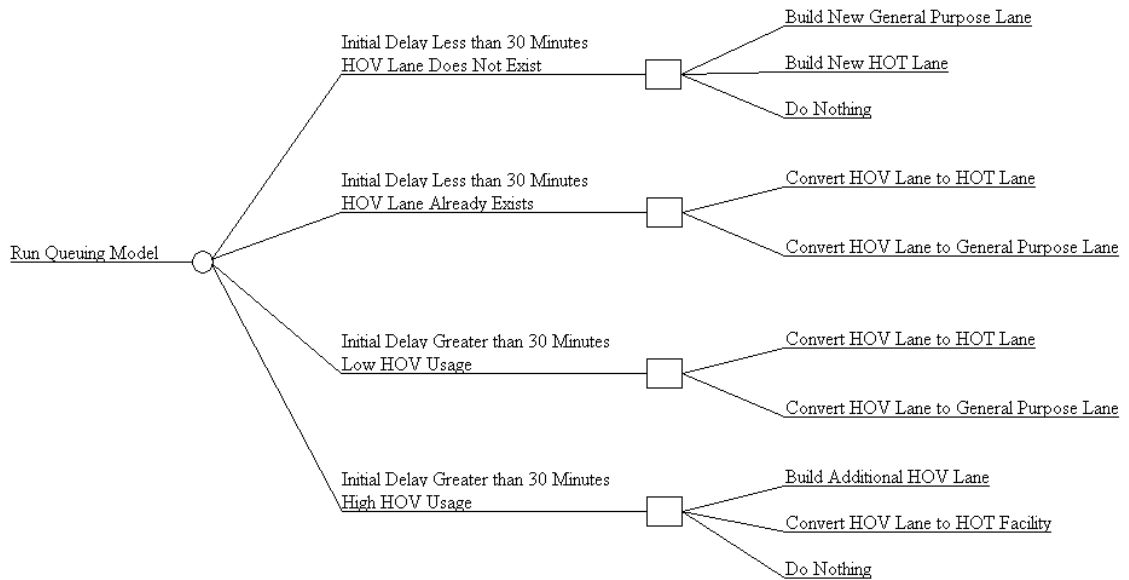 Build New General Purpose Lane
Initial Delay Less than 30 Minutes
HOV Lane Does Not Exist
Build New HOT Lane
Do Nothing
Initial Delay Less than 30 Minutes
HOV Lane Already Exists
Convert HOV Lane to HOT Lane
Convert HOV Lane to General Purpose Lane
Run Queuing Model
Initial Delay Greater than 30 Minutes
Low HOV Usage
Convert HOV Lane to HOT Lane
Convert HOV Lane to General Purpose Lane
Initial Delay Greater than 30 Minutes
High HOV Usage
Build Additional HOV Lane
Convert HOV Lane to HOT Facility
Do Nothing